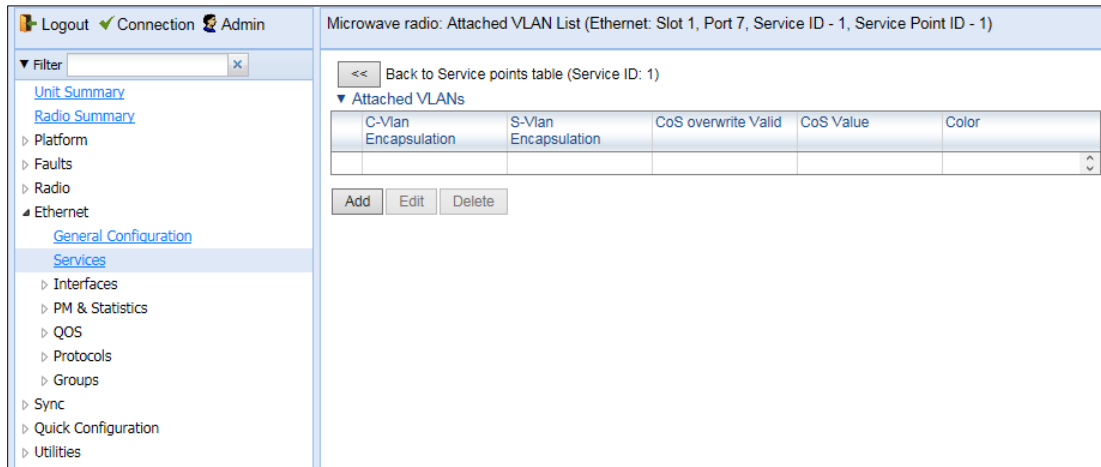 Logout Connection Admin
Microwave radio: Attached VLAN List (Ethernet: Slot 1, Port 7, Service ID - 1, Service Point ID - 1)
Filter
Unit Summary
Radio Summary
Platform
Faults
Radio
Ethernet
General Configuration
Services
Interfaces
PM & Statistics
QOS
Protocols
Groups
Sync
Quick Configuration
Utilities
<< Back to Service points table (Service ID: 1)
Attached VLANs
C-Vlan Encapsulation S-Vlan Encapsulation CoS overwrite Valid CoS Value Color
Add Edit Delete